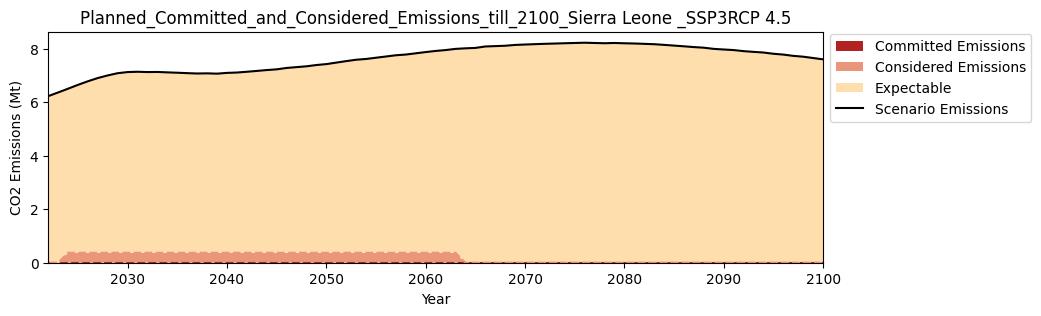 Planned_Committed_and_Considered_Emissions_till_2100_Sierra Leone _SSP3RCP 4.5
CO2 Emissions (Mt)
8
6
4
2
0
2030 2040 2050 2060 2070 2080 2090 2100
Year
Committed Emissions
Considered Emissions
Expectable
Scenario Emissions